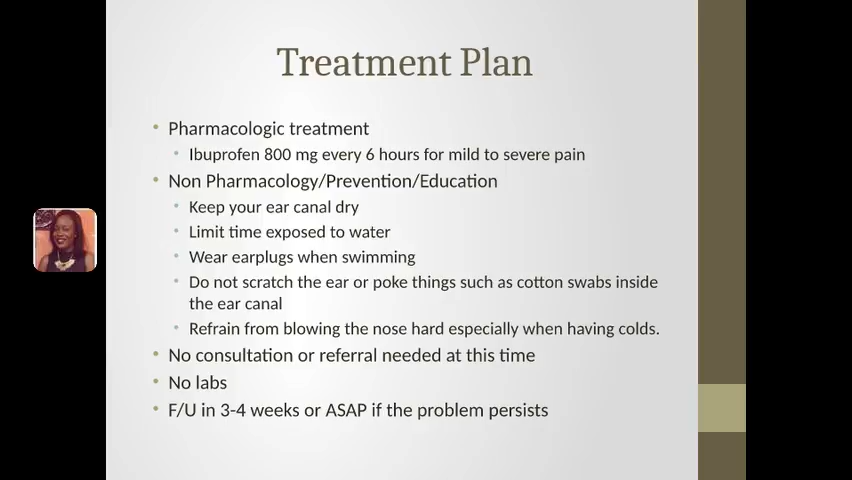 Treatment Plan
• Pharmacologic treatment
• Ibuprofen 800 mg every 6 hours for mild to severe pain
• Non Pharmacology/Prevention/Education
• Keep your ear canal dry
• Limit time exposed to water
• Wear earplugs when swimming
• Do not scratch the ear or poke things such as cotton swabs inside
the ear canal
• Refrain from blowing the nose hard especially when having colds.
• No consultation or referral needed at this time
• No labs
• F/U in 3-4 weeks or ASAP if the problem persists